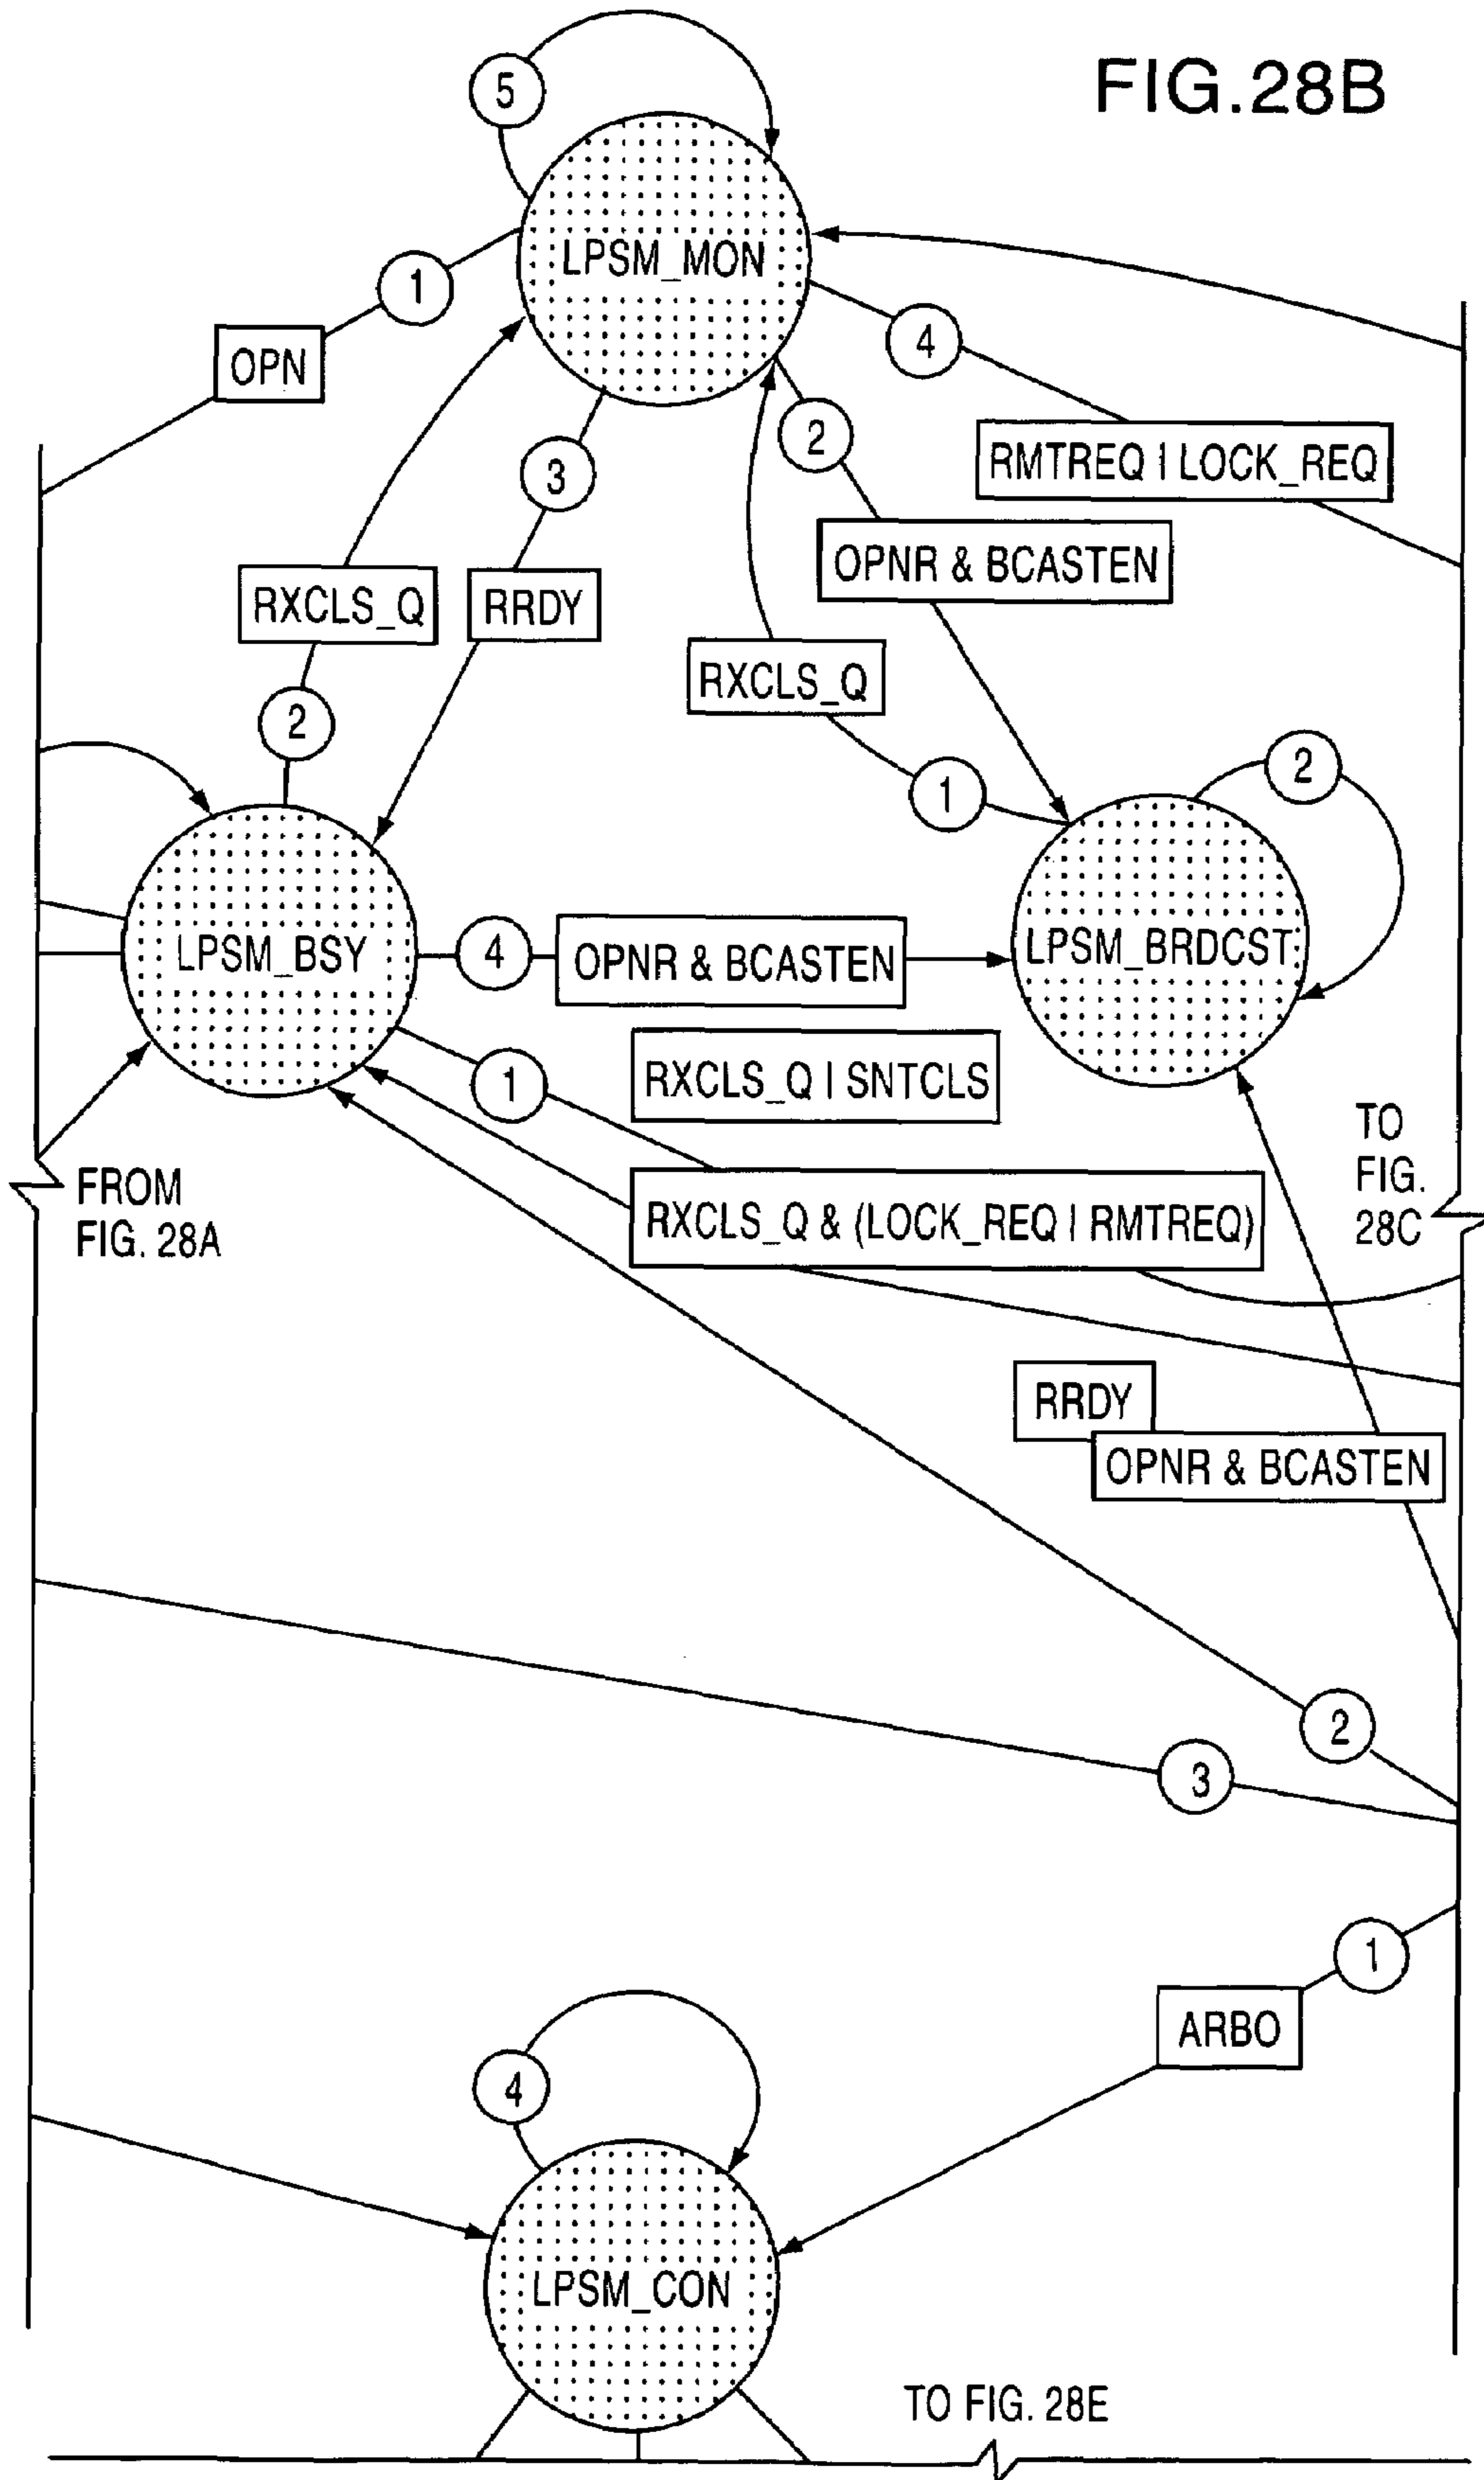 FIG.28B
5
LPSM_MON
1
OPN
4
RMTREQ | LOCK_REQ
2
3
OPNR & BCASTEN
RXCLS_Q
RRDY
RXCLS_Q
2
1
2
LPSM_BSY
4
OPNR & BCASTEN
LPSM_BRDCST
1
RXCLS_Q | SNTCLS
TO
FIG.
28C
FROM
FIG. 28A
RXCLS_Q & (LOCK_REQ | RMTREQ)
RRDY
OPNR & BCASTEN
2
3
1
ARBO
4
LPSM_CON
TO FIG. 28E